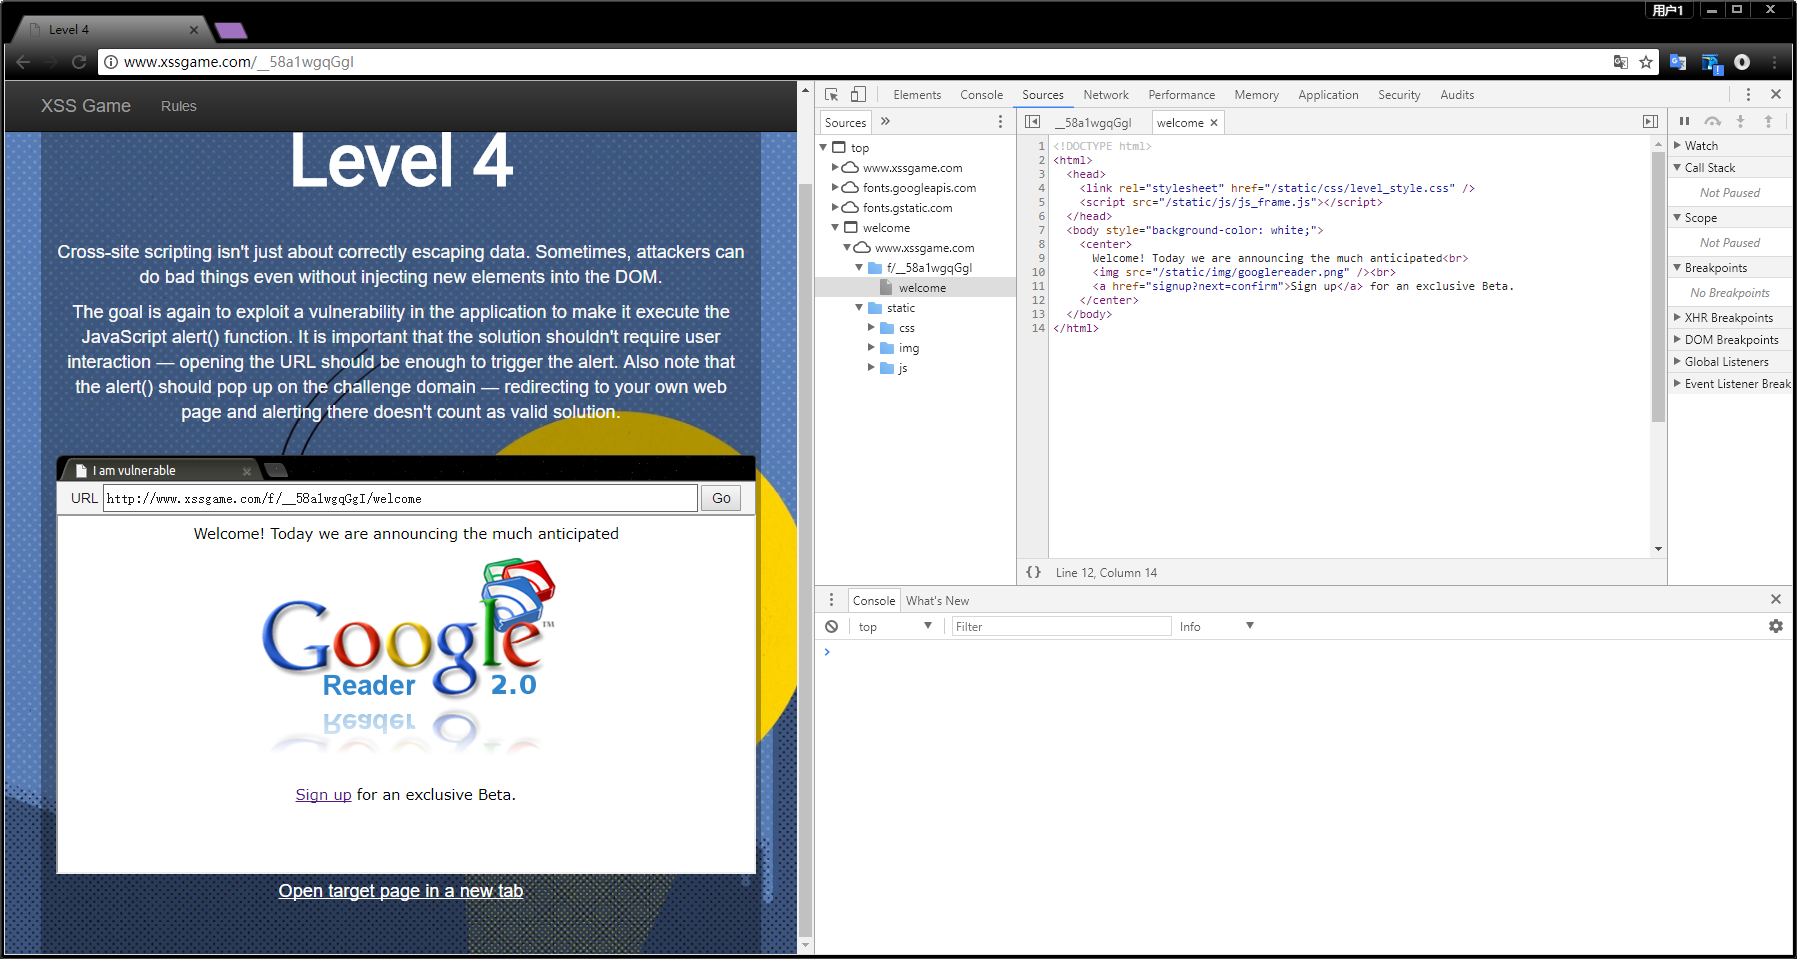 用户1
Level 4
www.xssgame.com/__58a1wgqGgI
XSS Game Rules
Level 4
Cross-site scripting isn't just about correctly escaping data. Sometimes, attackers can
do bad things even without injecting new elements into the DOM.
The goal is again to exploit a vulnerability in the application to make it execute the
JavaScript alert() function. It is important that the solution shouldn't require user
interaction — opening the URL should be enough to trigger the alert. Also note that
the alert() should pop up on the challenge domain — redirecting to your own web
page and alerting there doesn't count as valid solution.
I am vulnerable
URL http://www.xssgame.com/f/__58a1wgqGgI/welcome Go
Welcome! Today we are announcing the much anticipated
Google™
Reader 2.0
Sign up for an exclusive Beta.
Open target page in a new tab
Elements Console Sources Network Performance Memory Application Security Audits
Sources »
top
www.xssgame.com
fonts.googleapis.com
fonts.gstatic.com
welcome
www.xssgame.com
f/__58a1wgqGgI
welcome
static
css
img
js
__58a1wgqGgI welcome
1 <!DOCTYPE html>
2 <html>
3 <head>
4 <link rel="stylesheet" href="/static/css/level_style.css" />
5 <script src="/static/js/js_frame.js"></script>
6 </head>
7 <body style="background-color: white;">
8 <center>
9 Welcome! Today we are announcing the much anticipated<br>
10 <img src="/static/img/googlereader.png" /><br>
11 <a href="signup?next=confirm">Sign up</a> for an exclusive Beta.
12 </center>
13 </body>
14 </html>
{} Line 12, Column 14
Watch
Call Stack
Not Paused
Scope
Not Paused
Breakpoints
No Breakpoints
XHR Breakpoints
DOM Breakpoints
Global Listeners
Event Listener Break
Console What's New
top Filter Info